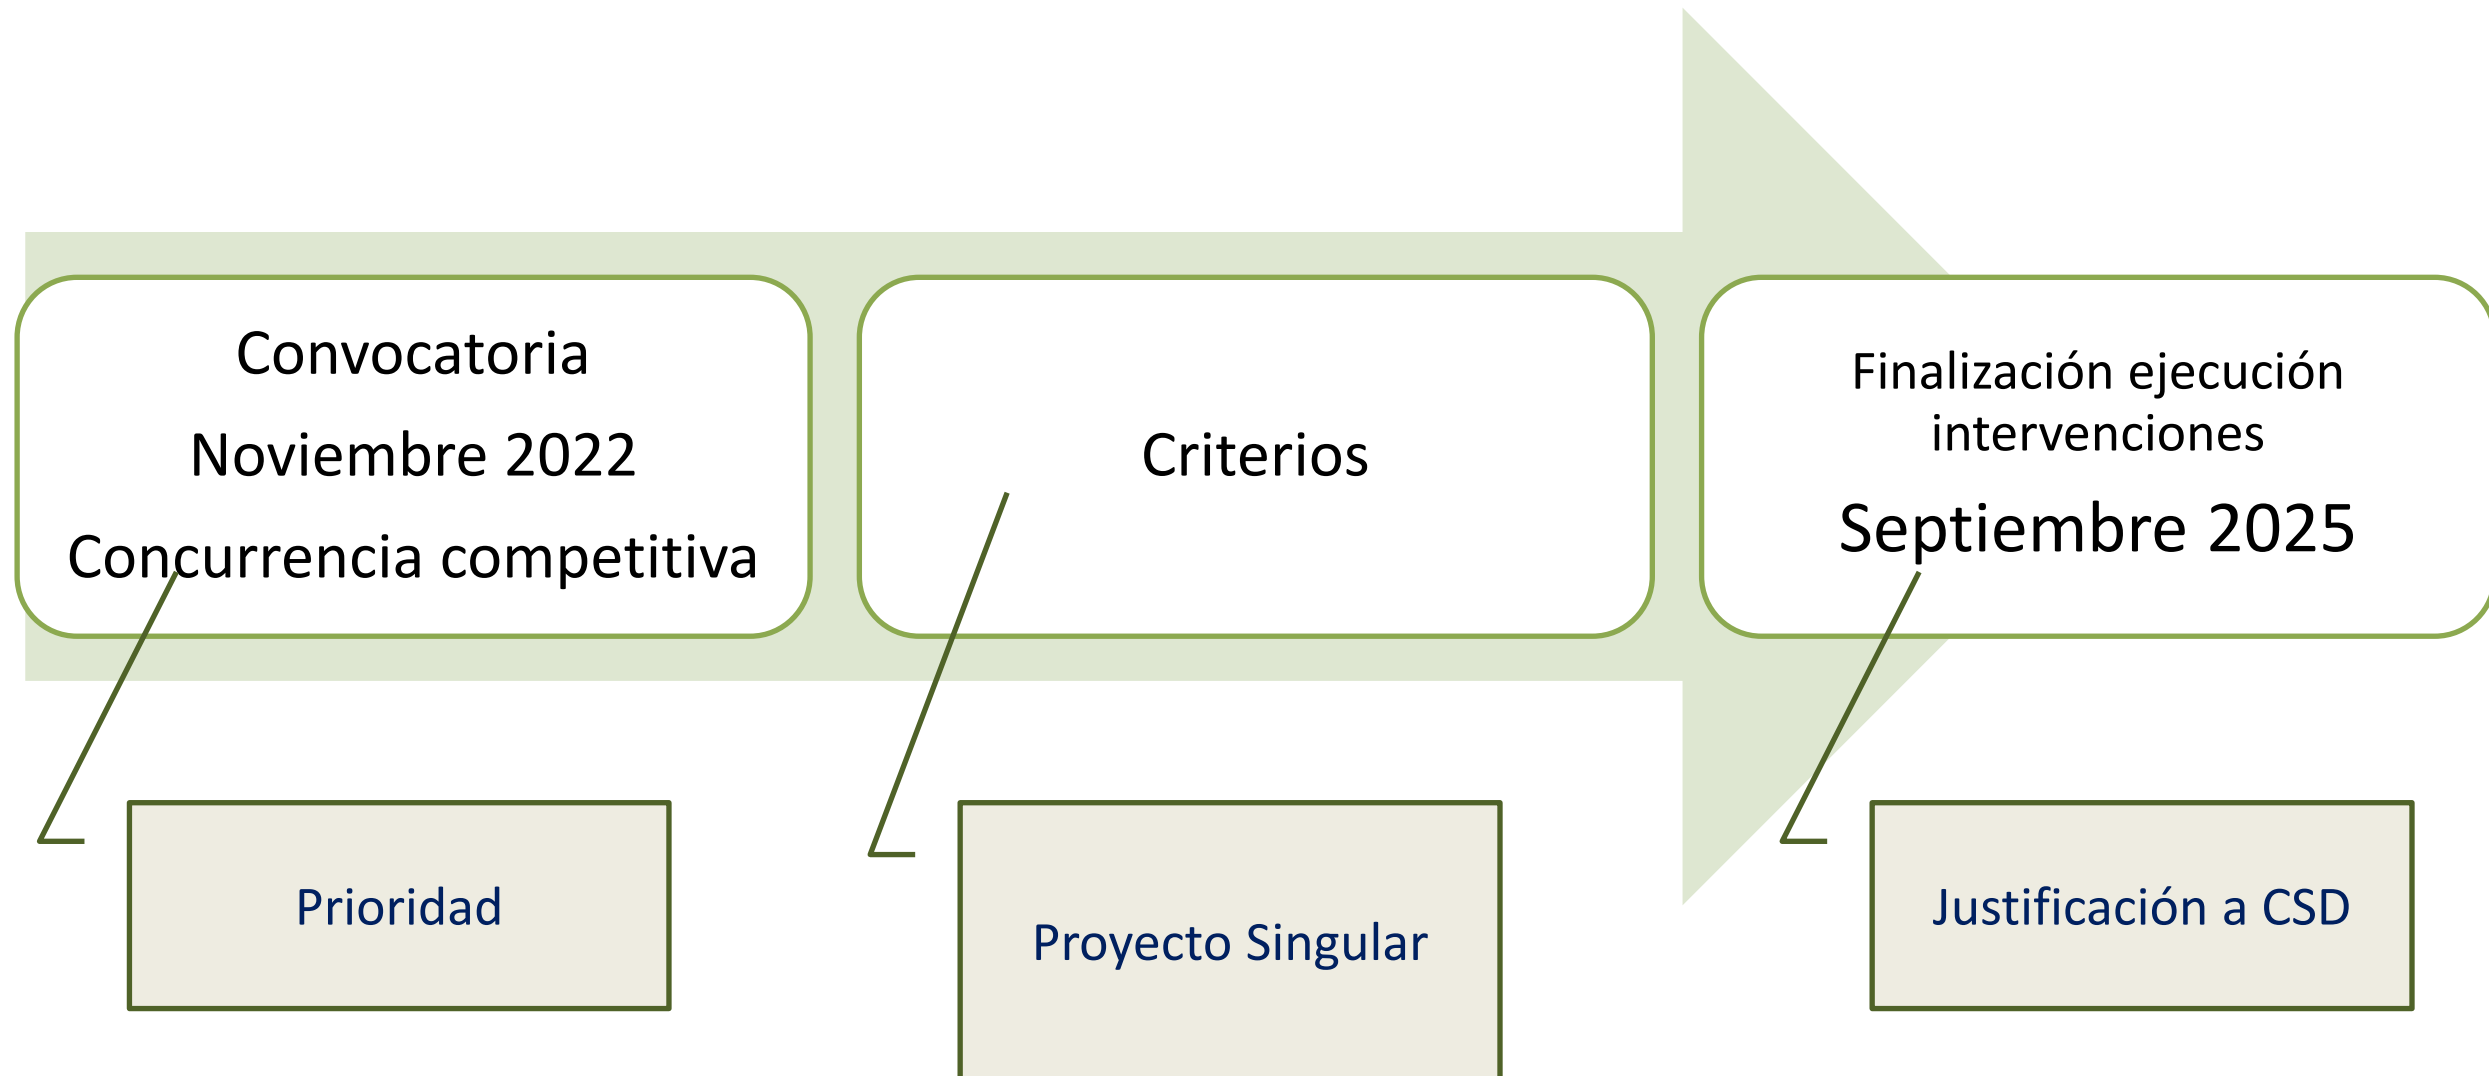 Convocatoria
Noviembre 2022
Concurrencia competitiva
Criterios
Finalización ejecución
intervenciones
Septiembre 2025
Prioridad
Proyecto Singular
Justificación a CSD